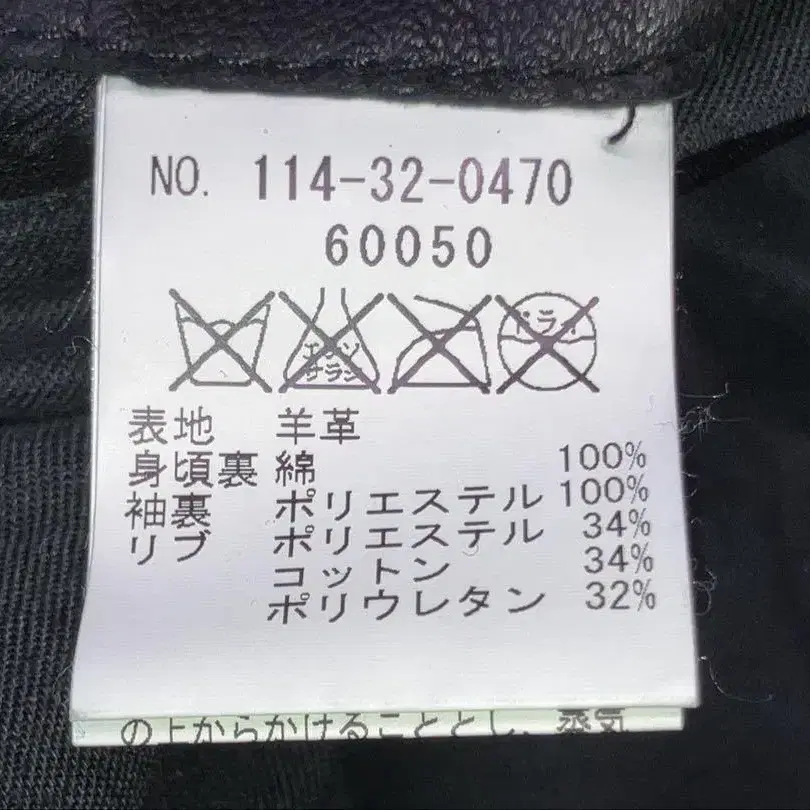 NO. 114-32-0470
60050
エンソ サラシ
ドライ
表地 羊革
身頃裏 綿 100%
袖裏 ポリエステル 100%
リブ ポリエステル 34%
コットン 34%
ポリウレタン 32%
の上からかけることとし、蒸気